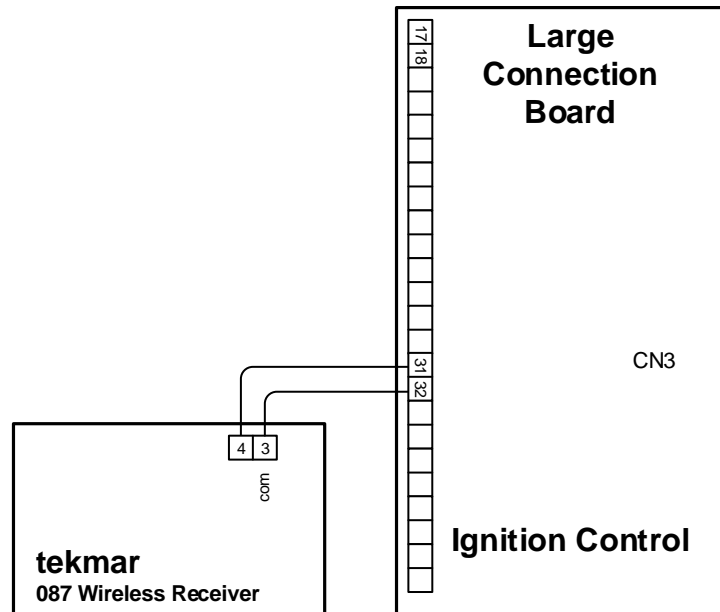 17
18
Large
Connection
Board
31
32
CN3
4 3
com
Ignition Control
tekmar
087 Wireless Receiver